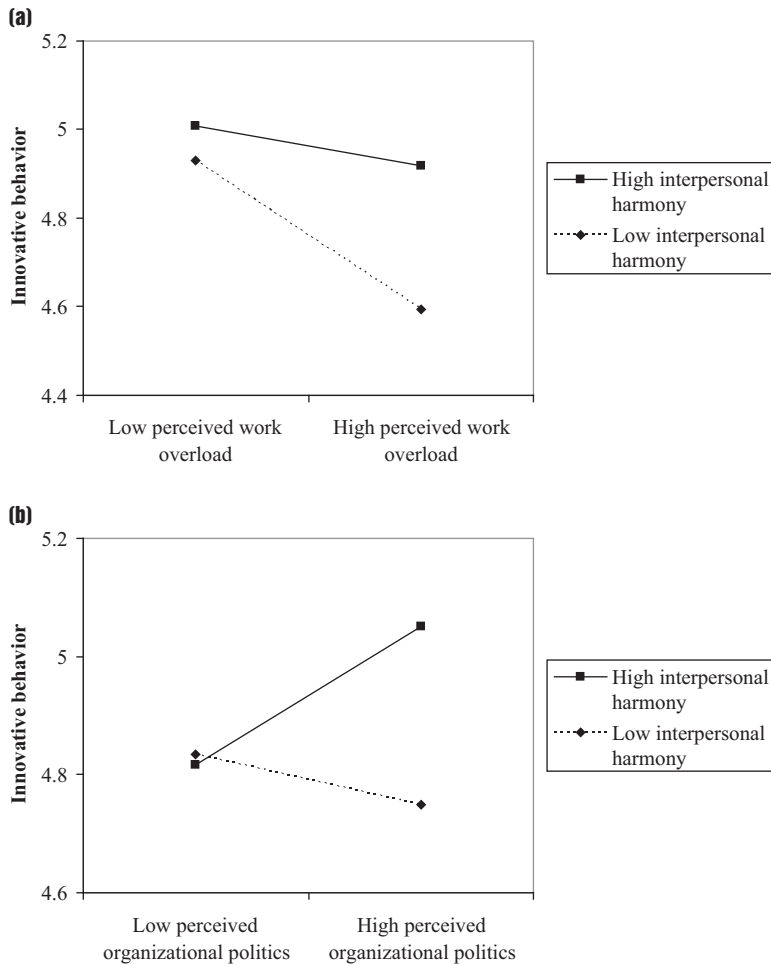 (a)
5.2
5
4.8
4.6
4.4
Innovative behavior
Low perceived work
overload
High perceived work
overload
High interpersonal
harmony
Low interpersonal
harmony
(b)
5.2
5
4.8
4.6
Innovative behavior
Low perceived
organizational politics
High perceived
organizational politics
High interpersonal
harmony
Low interpersonal
harmony